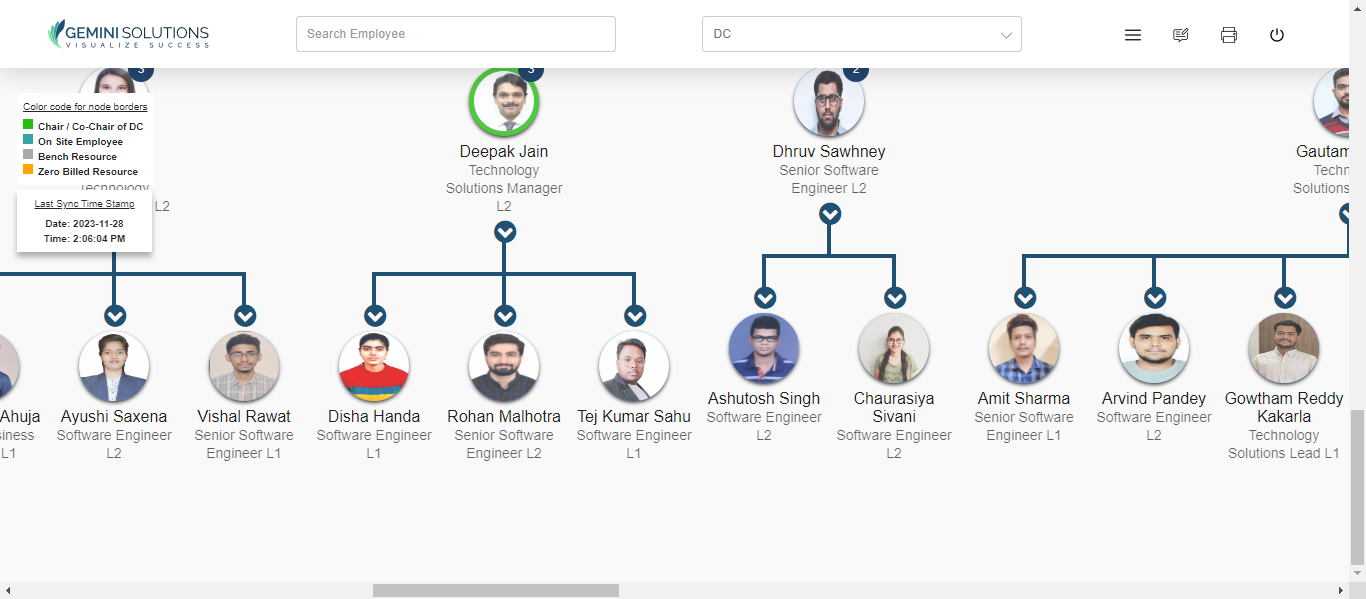 GEMINI SOLUTIONS
VISUALIZE SUCCESS
Search Employee
DC
3
3
2
Color code for node borders
Chair / Co-Chair of DC
On Site Employee
Bench Resource
Zero Billed Resource
Technology
L2
Last Sync Time Stamp
Date: 2023-11-28
Time: 2:06:04 PM
Deepak Jain
Technology
Solutions Manager
L2
Dhruv Sawhney
Senior Software
Engineer L2
Gautam
Techn
Solutions
Ahuja
siness
L1
Ayushi Saxena
Software Engineer
L2
Vishal Rawat
Senior Software
Engineer L1
Disha Handa
Software Engineer
L1
Rohan Malhotra
Senior Software
Engineer L2
Tej Kumar Sahu
Software Engineer
L1
Ashutosh Singh
Software Engineer
L2
Chaurasiya
Sivani
Software Engineer
L2
Amit Sharma
Senior Software
Engineer L1
Arvind Pandey
Software Engineer
L2
Gowtham Reddy
Kakarla
Technology
Solutions Lead L1